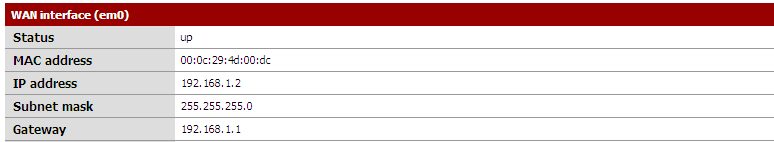 WAN interface (em0)
Status up
MAC address 00:0c:29:4d:00:dc
IP address 192.168.1.2
Subnet mask 255.255.255.0
Gateway 192.168.1.1